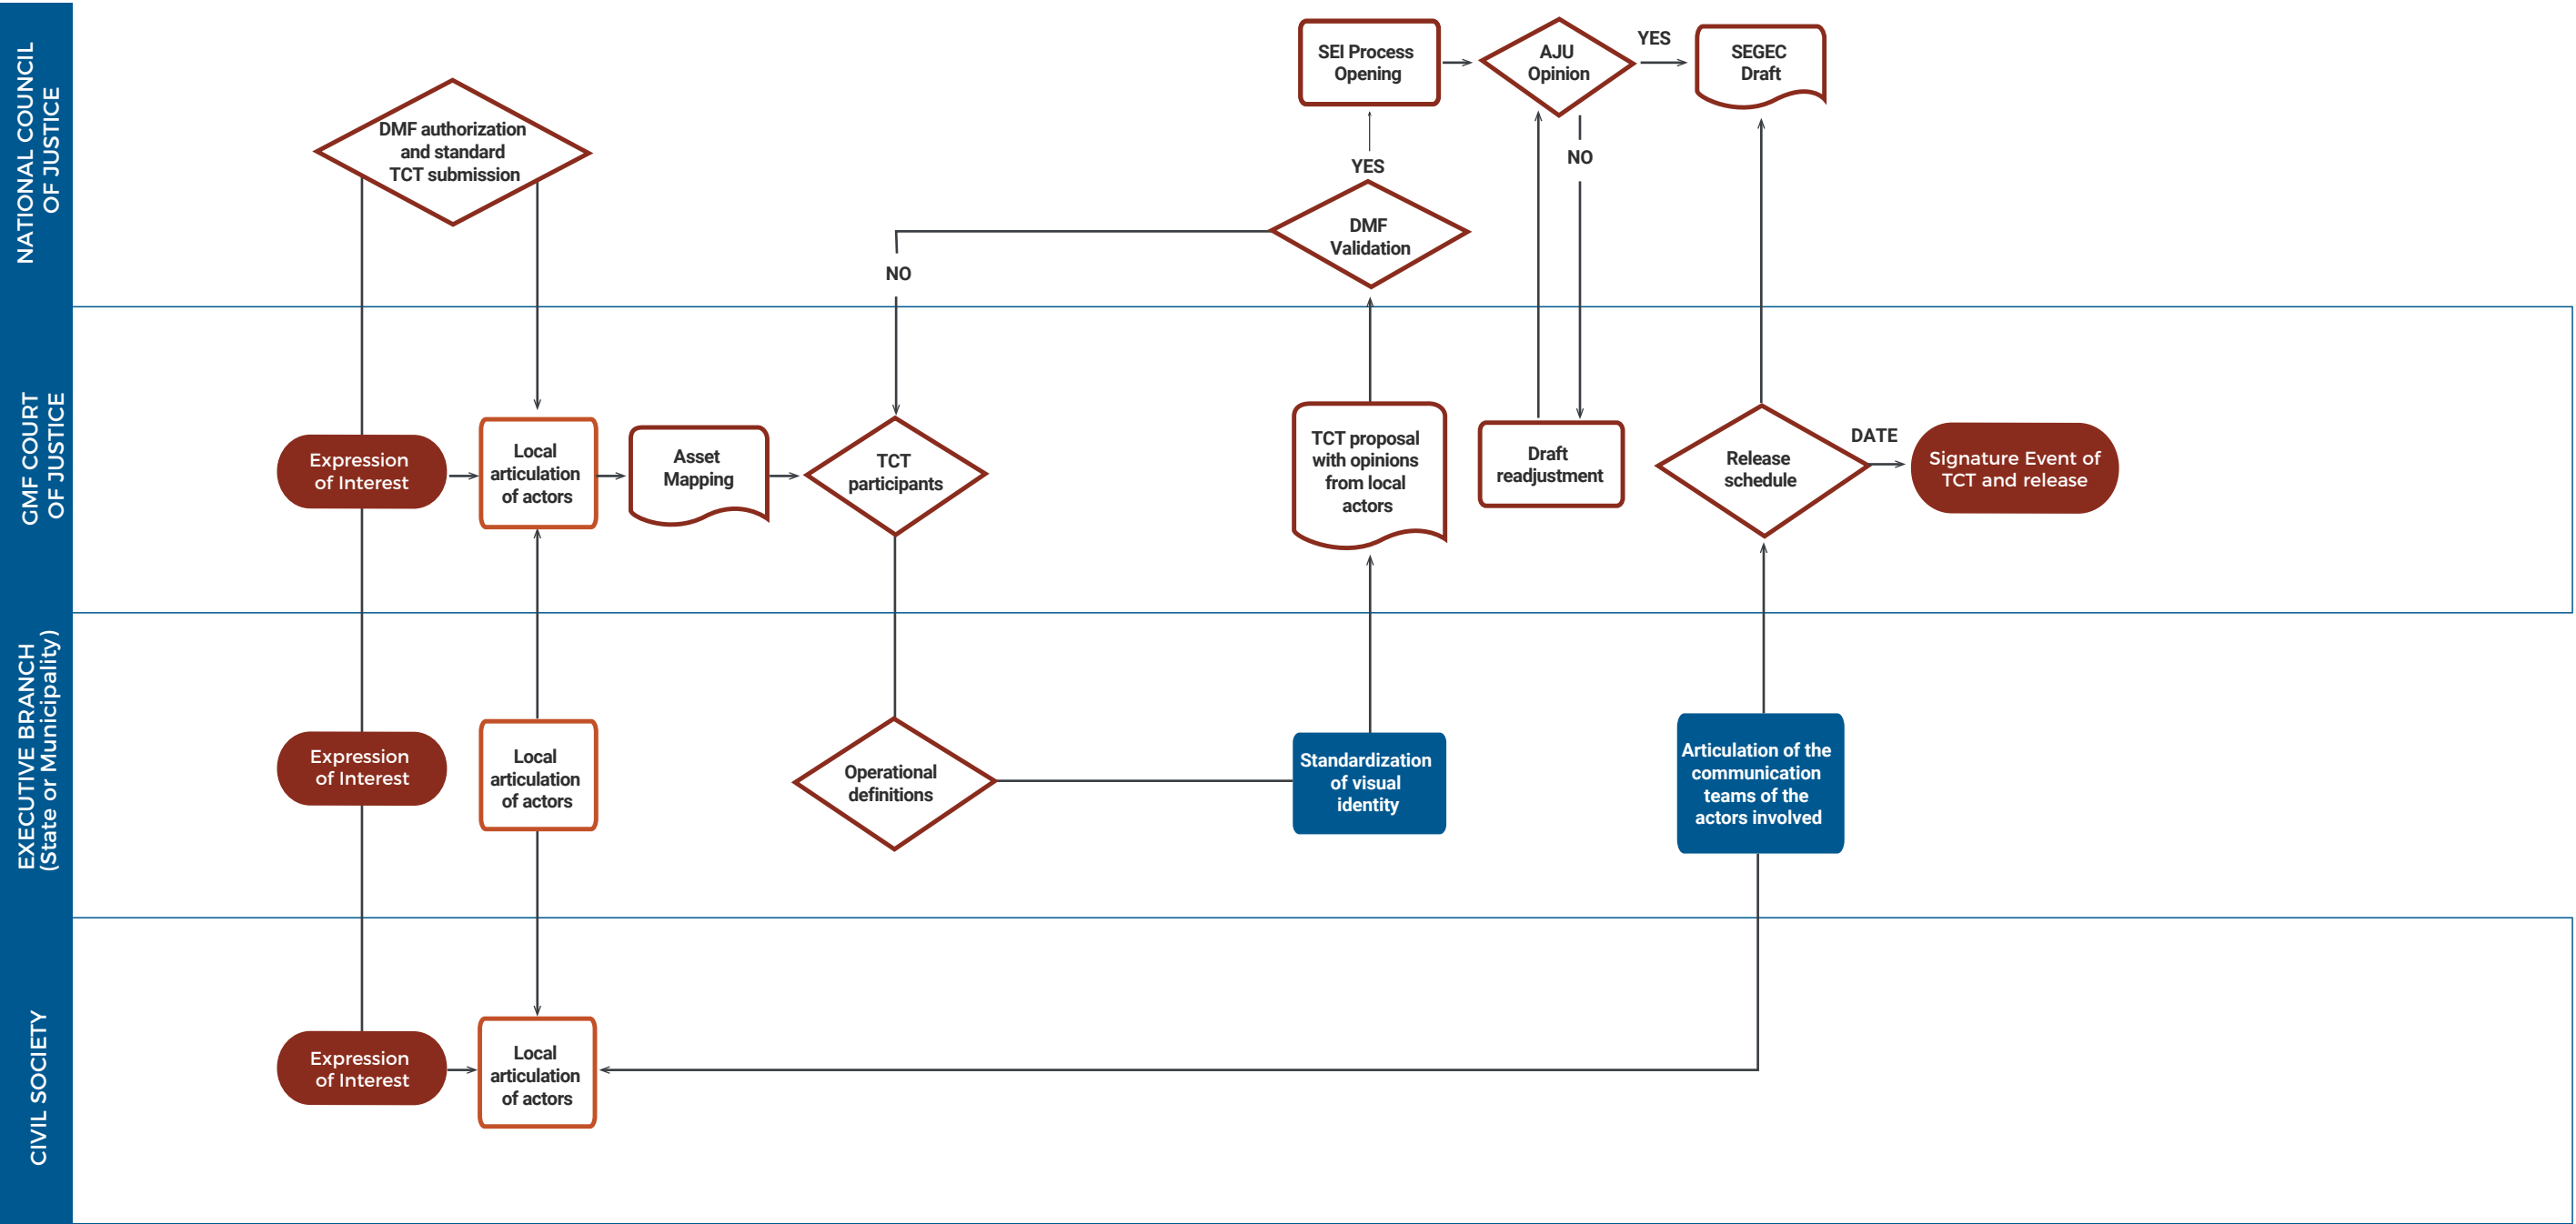 NATIONAL COUNCIL
OF JUSTICE
DMF authorization
and standard
TCT submission
SEI Process
Opening
AJU
Opinion
YES
SEGEC
Draft
NO
YES
DMF
Validation
NO
GMF COURT
OF JUSTICE
Expression
of Interest
Local
articulation
of actors
Asset
Mapping
TCT
participants
TCT proposal
with opinions
from local
actors
Draft
readjustment
Release
schedule
DATE
Signature Event of
TCT and release
EXECUTIVE BRANCH
(State or Municipality)
Expression
of Interest
Local
articulation
of actors
Operational
definitions
Standardization
of visual
identity
Articulation of the
communication
teams of the
actors involved
CIVIL SOCIETY
Expression
of Interest
Local
articulation
of actors